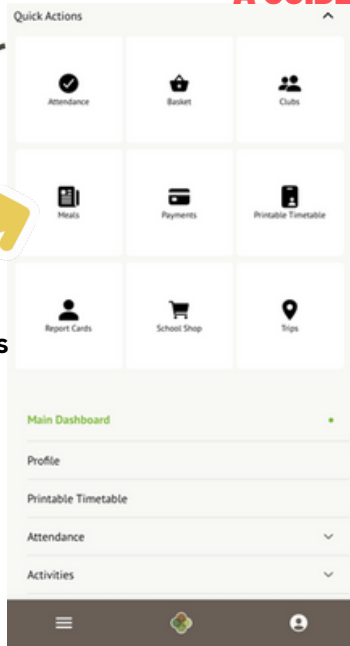 A GUIDE
Quick Actions
Attendance
Basket
Clubs
Meals
Payments
Printable Timetable
Report Cards
School Shop
Trips
s
Main Dashboard
Profile
Printable Timetable
Attendance
Activities